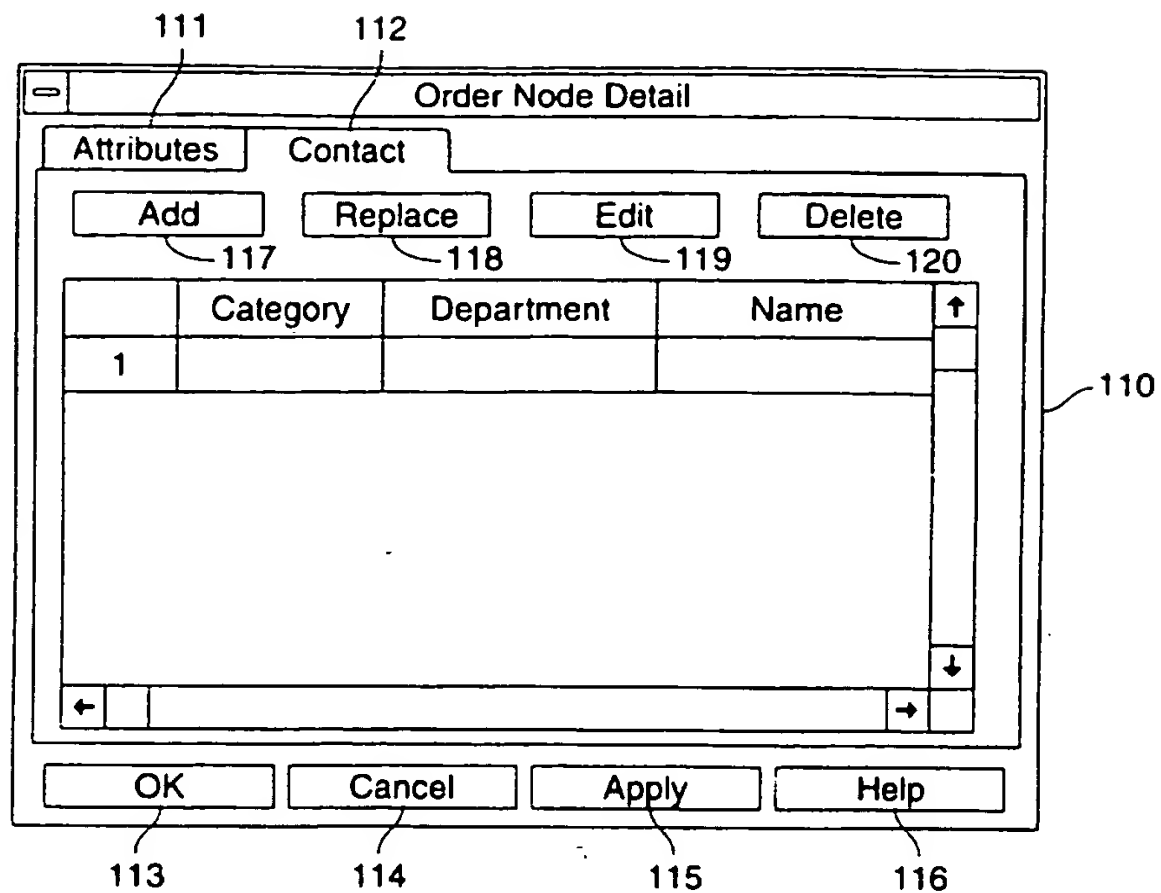 111 112
Order Node Detail
Attributes Contact
Add Replace Edit Delete
117 118 119 120
Category Department Name
1
110
OK Cancel Apply Help
113 114 115 116